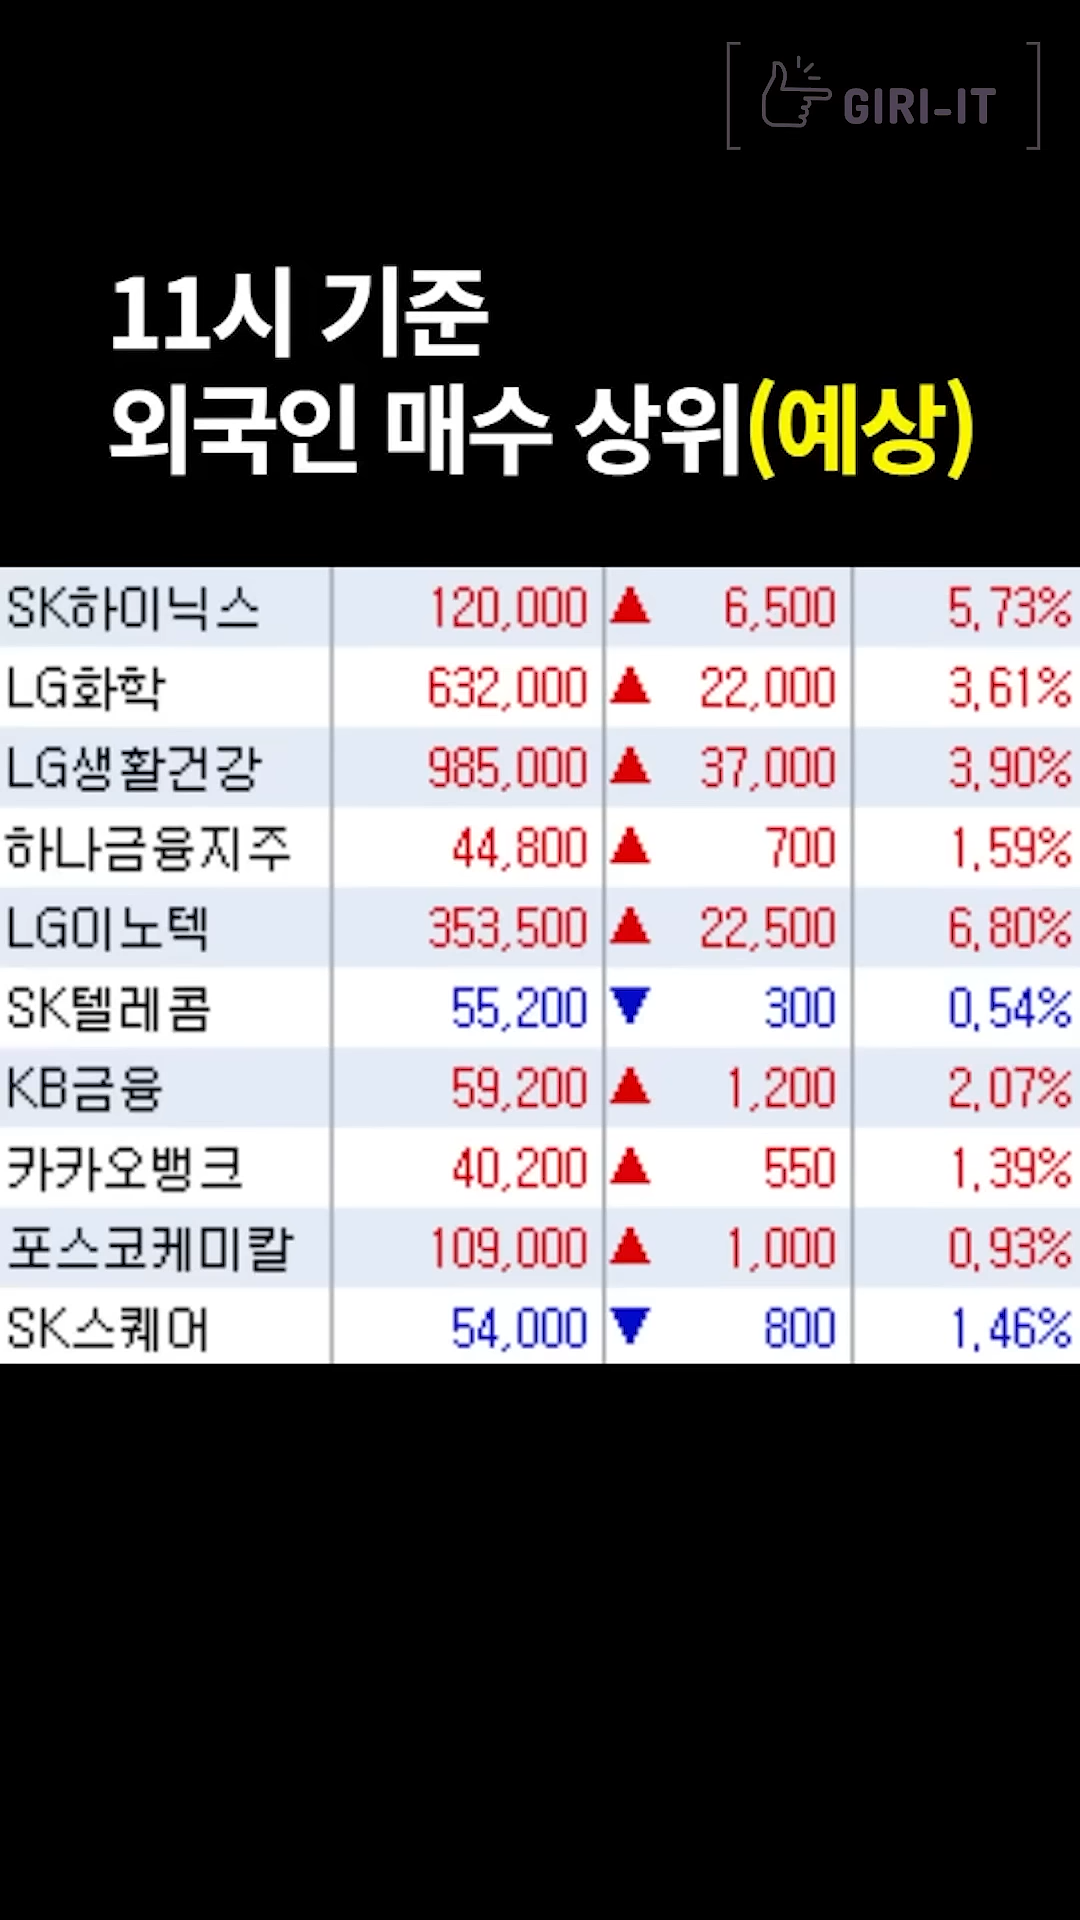 GIRI-IT
11시 기준
외국인 매수 상위(예상)
SK하이닉스 120,000 ▲ 6,500 5.73%
LG화학 632,000 ▲ 22,000 3.61%
LG생활건강 985,000 ▲ 37,000 3.90%
하나금융지주 44,800 ▲ 700 1.59%
LG이노텍 353,500 ▲ 22,500 6.80%
SK텔레콤 55,200 ▼ 300 0.54%
KB금융 59,200 ▲ 1,200 2.07%
카카오뱅크 40,200 ▲ 550 1.39%
포스코케미칼 109,000 ▲ 1,000 0.93%
SK스퀘어 54,000 ▼ 800 1.46%